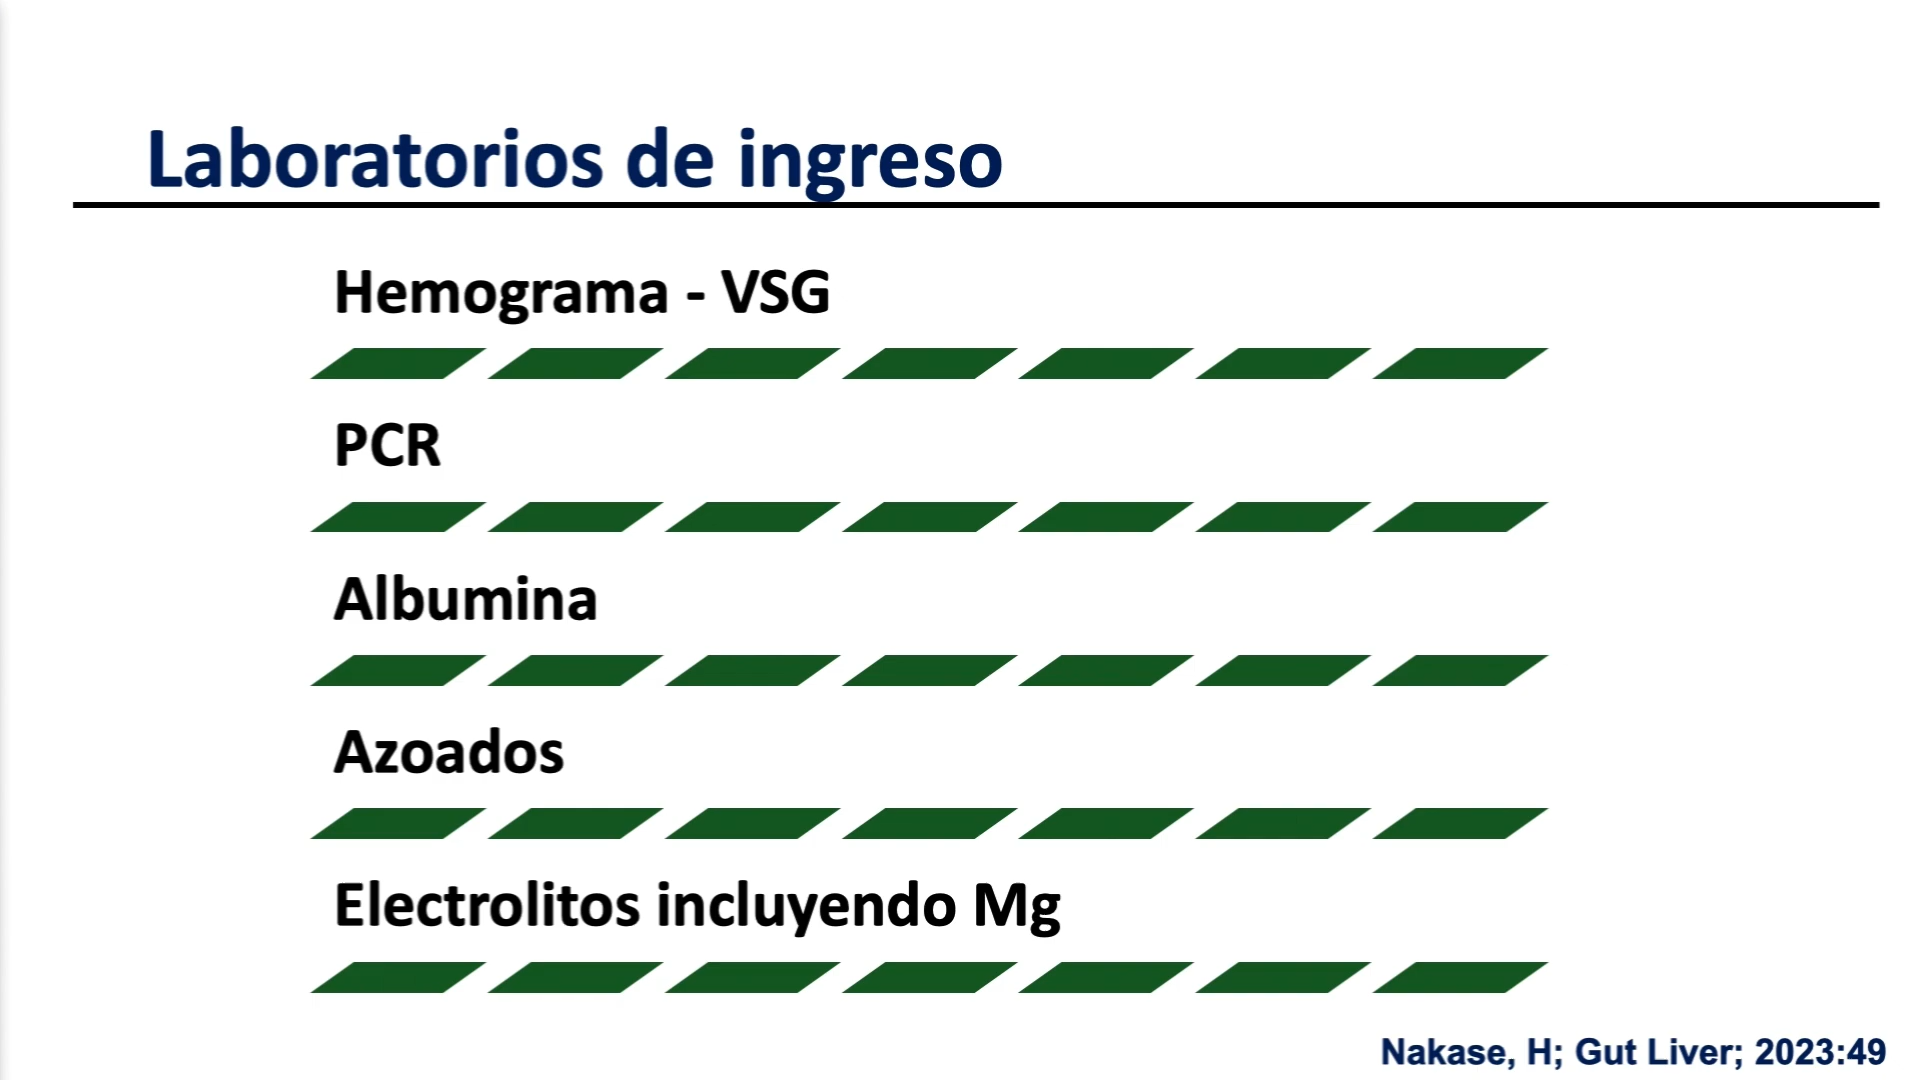 Laboratorios de ingreso
Hemograma - VSG
PCR
Albumina
Azoados
Electrolitos incluyendo Mg
Nakase, H; Gut Liver; 2023:49